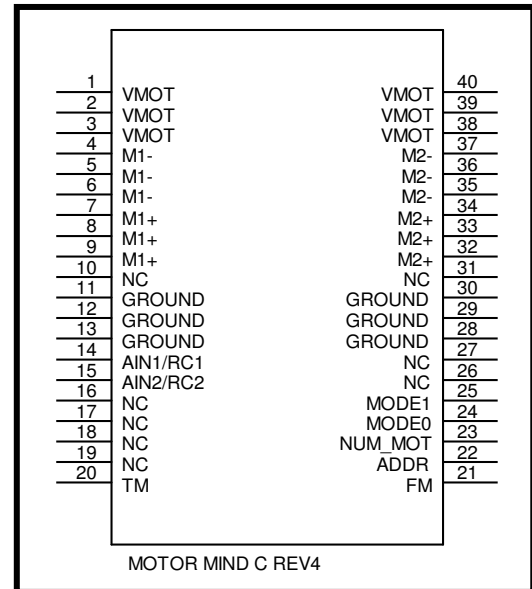 1 VMOT VMOT 40
2 VMOT VMOT 39
3 VMOT VMOT 38
4 M1- M2- 37
5 M1- M2- 36
6 M1- M2- 35
7 M1+ M2+ 34
8 M1+ M2+ 33
9 M1+ M2+ 32
10 NC NC 31
11 GROUND GROUND 30
12 GROUND GROUND 29
13 GROUND GROUND 28
14 AIN1/RC1 NC 27
15 AIN2/RC2 NC 26
16 NC MODE1 25
17 NC MODE0 24
18 NC NUM_MOT 23
19 NC ADDR 22
20 TM FM 21
MOTOR MIND C REV4